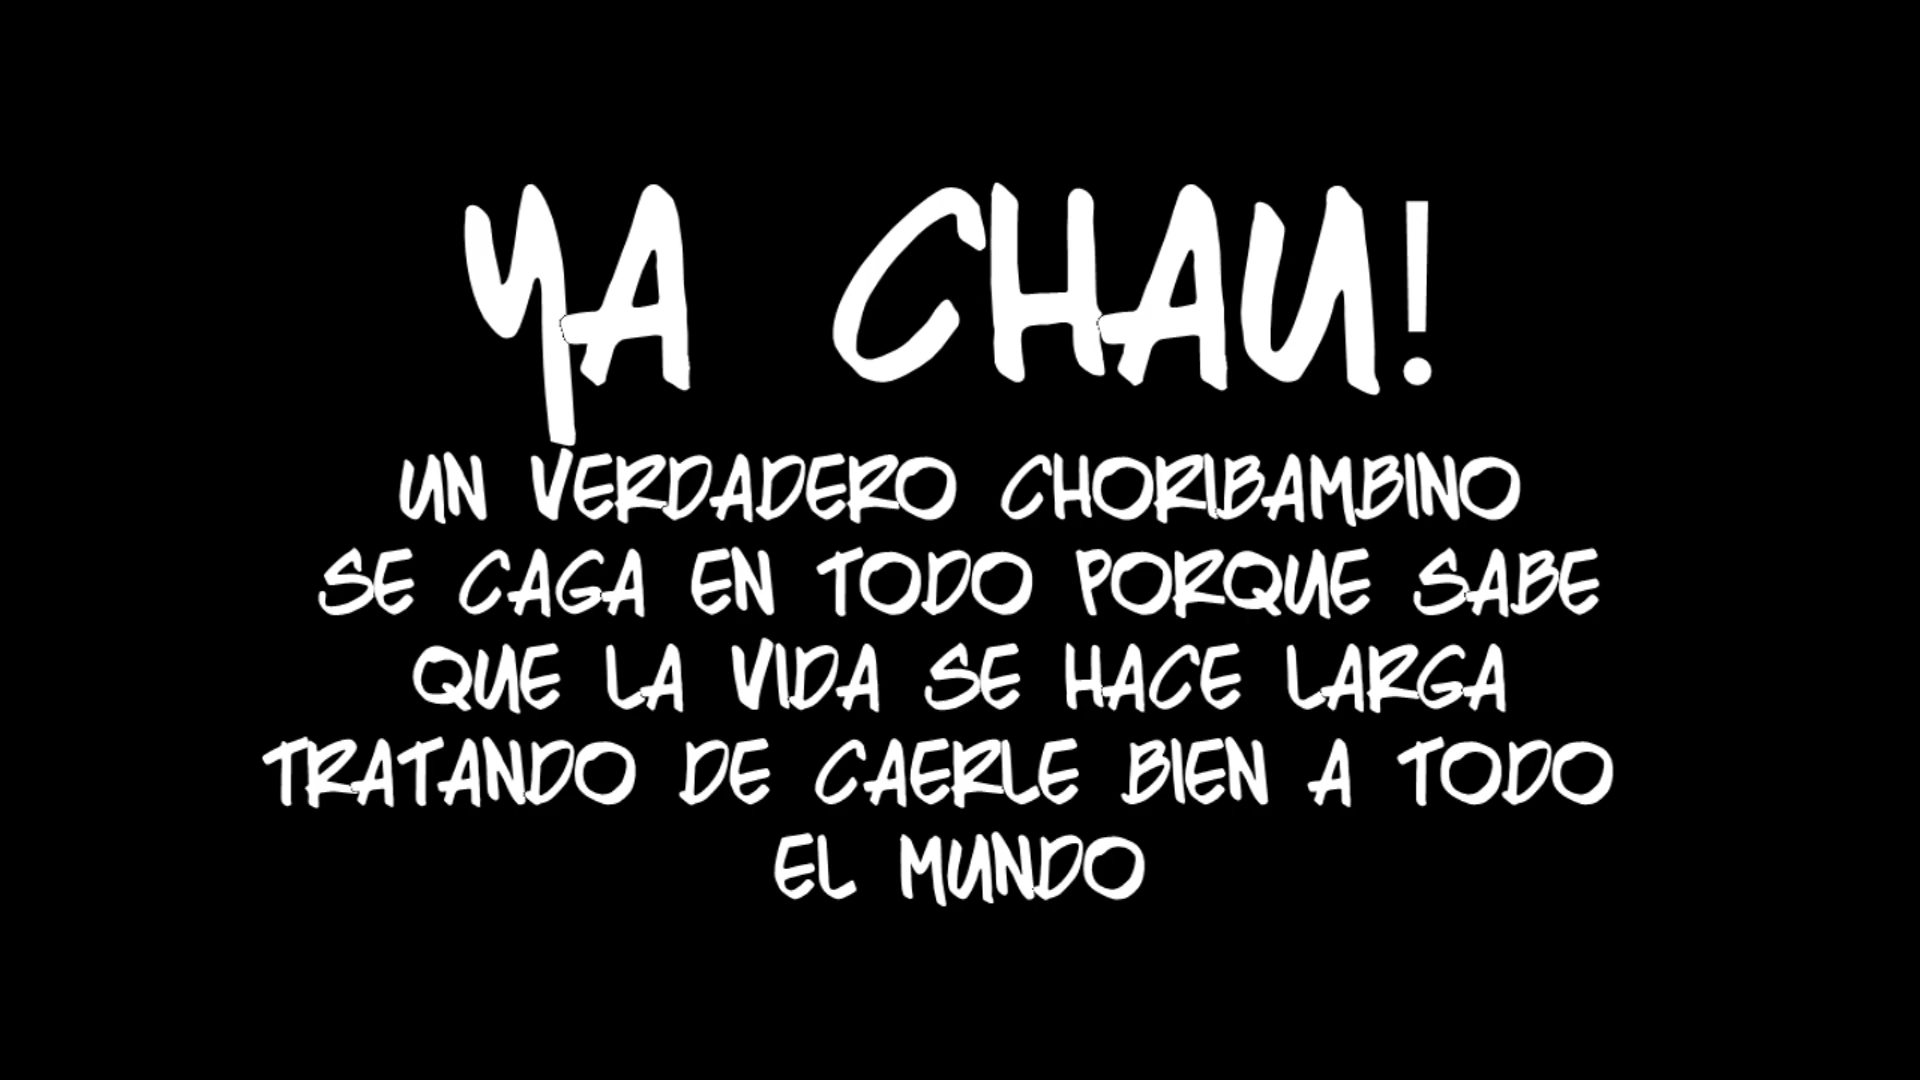 YA CHAU!
UN VERDADERO CHORIBAMBINO
SE CAGA EN TODO PORQUE SABE
QUE LA VIDA SE HACE LARGA
TRATANDO DE CAERLE BIEN A TODO
EL MUNDO